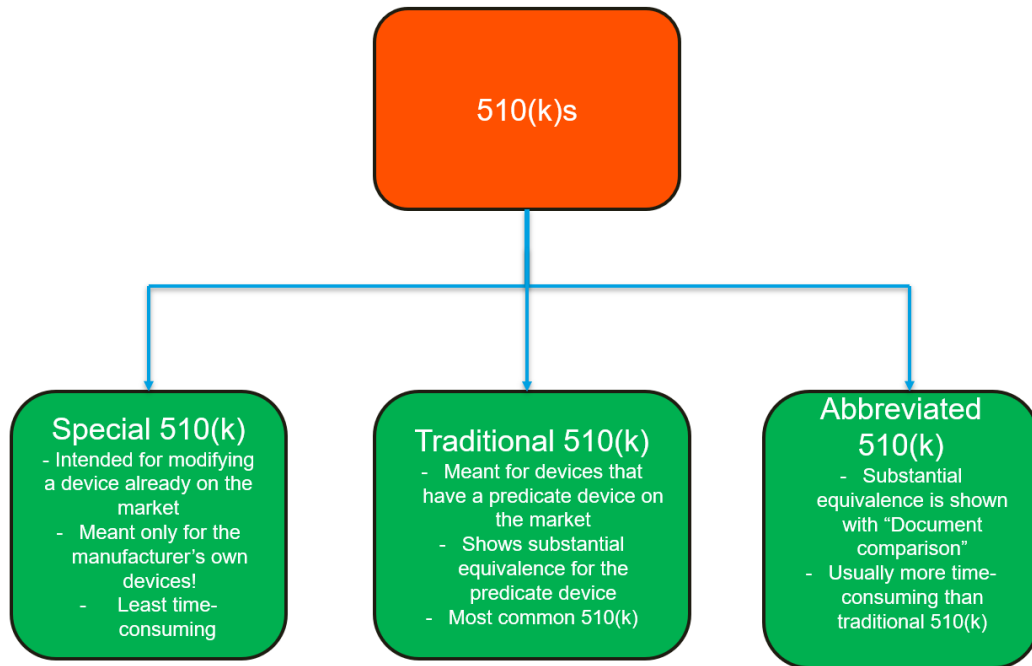 510(k)s
Special 510(k)
- Intended for modifying
a device already on the
market
- Meant only for the
manufacturer’s own
devices!
- Least time-
consuming
Traditional 510(k)
- Meant for devices that
have a predicate device on
the market
- Shows substantial
equivalence for the
predicate device
- Most common 510(k)
Abbreviated
510(k)
- Substantial
equivalence is shown
with “Document
comparison”
- Usually more time-
consuming than
traditional 510(k)